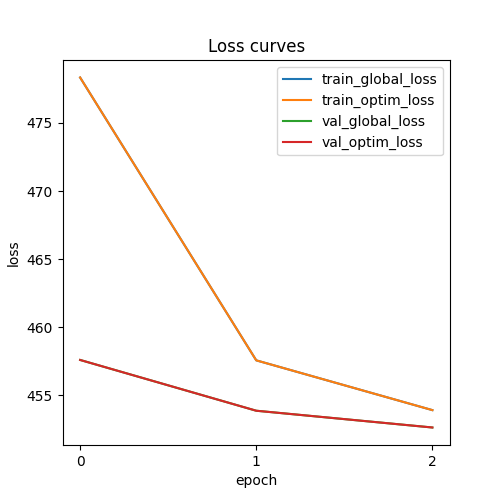 Loss curves
train_global_loss
train_optim_loss
val_global_loss
val_optim_loss
475
470
465
460
455
loss
0 1 2
epoch